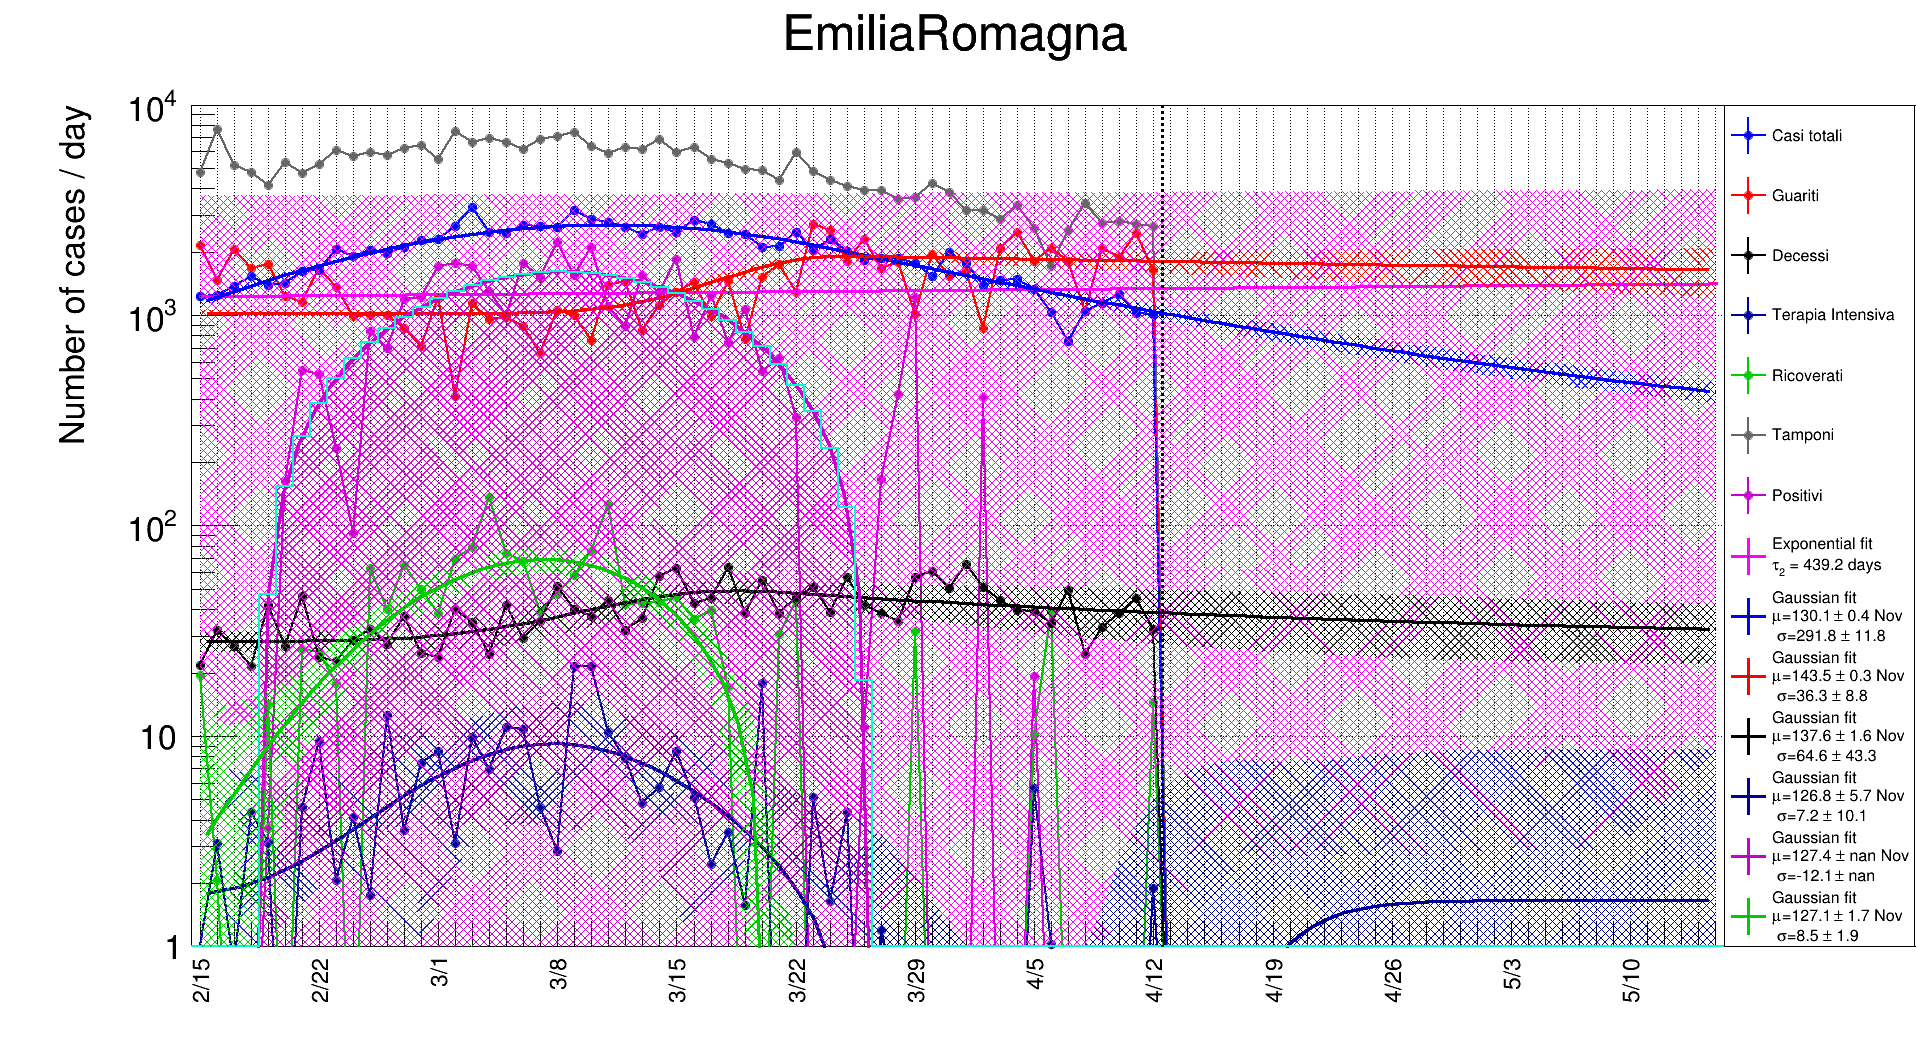 EmiliaRomagna
Number of cases / day
10^4
10^3
10^2
10
1
2/15
2/22
3/1
3/8
3/15
3/22
3/29
4/5
4/12
4/19
4/26
5/3
5/10
Casi totali
Guariti
Decessi
Terapia Intensiva
Ricoverati
Tamponi
Positivi
Exponential fit
τ_2 = 439.2 days
Gaussian fit
μ=130.1 ± 0.4 Nov
σ=291.8 ± 11.8
Gaussian fit
μ=143.5 ± 0.3 Nov
σ=36.3 ± 8.8
Gaussian fit
μ=137.6 ± 1.6 Nov
σ=64.6 ± 43.3
Gaussian fit
μ=126.8 ± 5.7 Nov
σ=7.2 ± 10.1
Gaussian fit
μ=127.4 ± nan Nov
σ=-12.1 ± nan
Gaussian fit
μ=127.1 ± 1.7 Nov
σ=8.5 ± 1.9